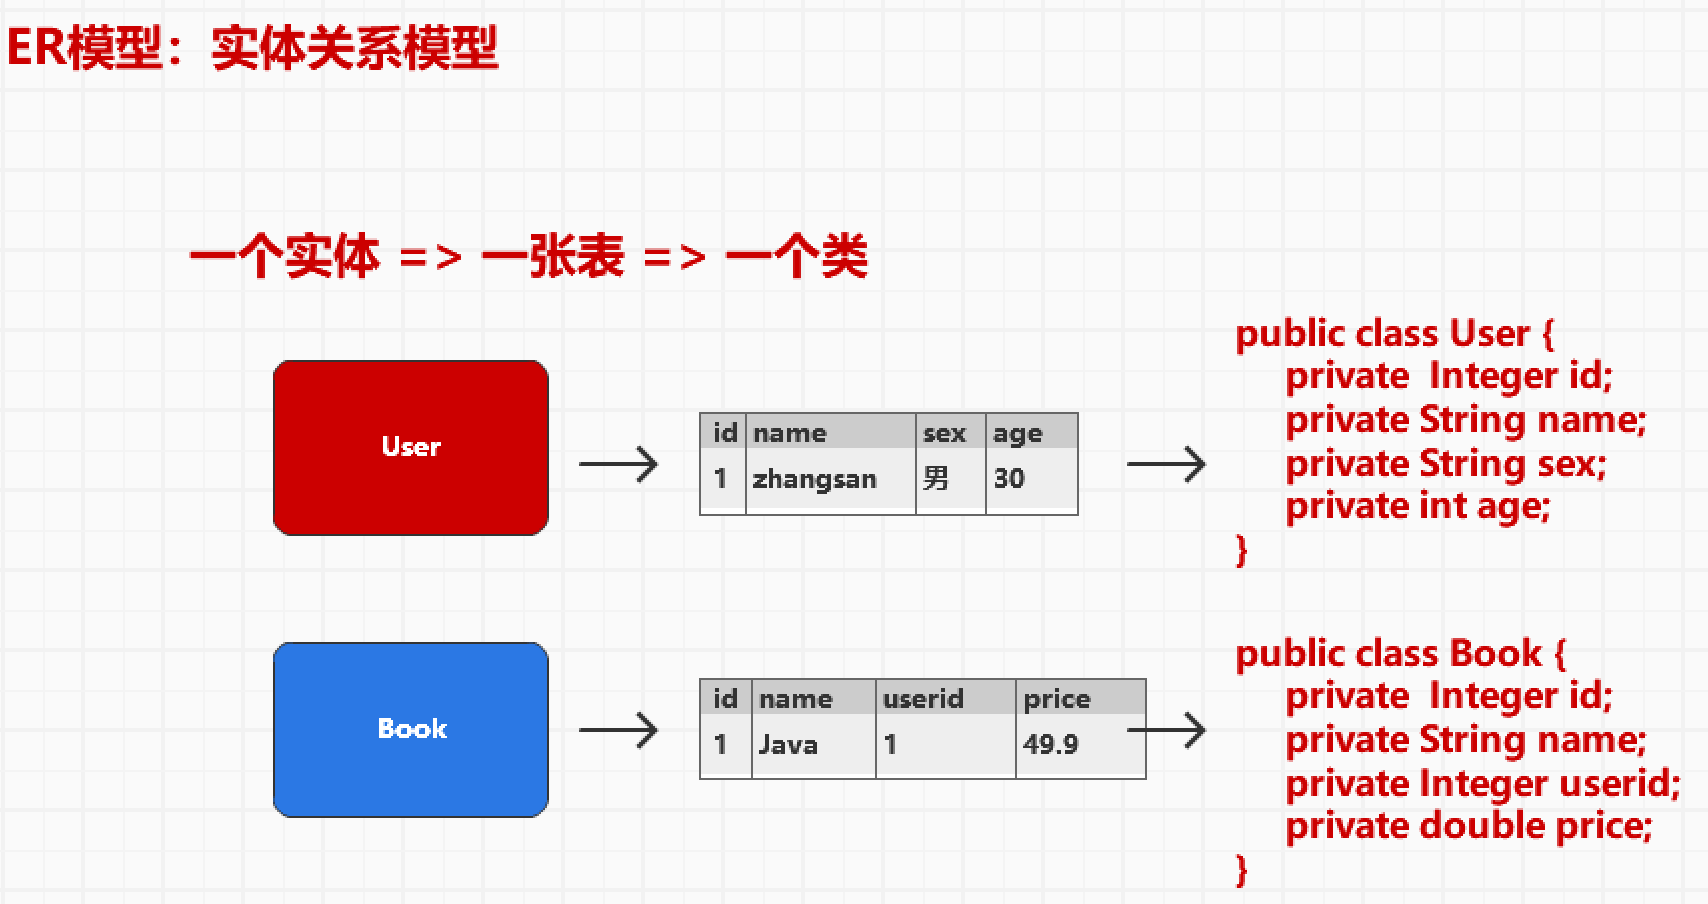 ER模型：实体关系模型
一个实体 => 一张表 => 一个类
User
id name sex age
1 zhangsan 男 30
public class User {
private  Integer id;
private String name;
private String sex;
private int age;
}
Book
id name userid price
1 Java 1 49.9
public class Book {
private  Integer id;
private String name;
private Integer userid;
private double price;
}